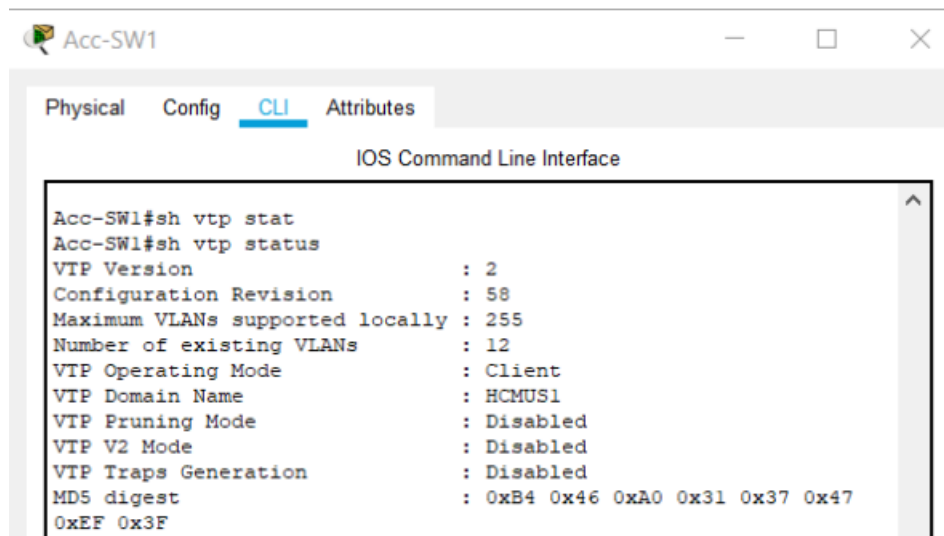 Acc-SW1
Physical Config CLI Attributes
IOS Command Line Interface
Acc-SW1#sh vtp stat
Acc-SW1#sh vtp status
VTP Version : 2
Configuration Revision : 58
Maximum VLANs supported locally : 255
Number of existing VLANs : 12
VTP Operating Mode : Client
VTP Domain Name : HCMUS1
VTP Pruning Mode : Disabled
VTP V2 Mode : Disabled
VTP Traps Generation : Disabled
MD5 digest : 0xB4 0x46 0xA0 0x31 0x37 0x47
0xEF 0x3F